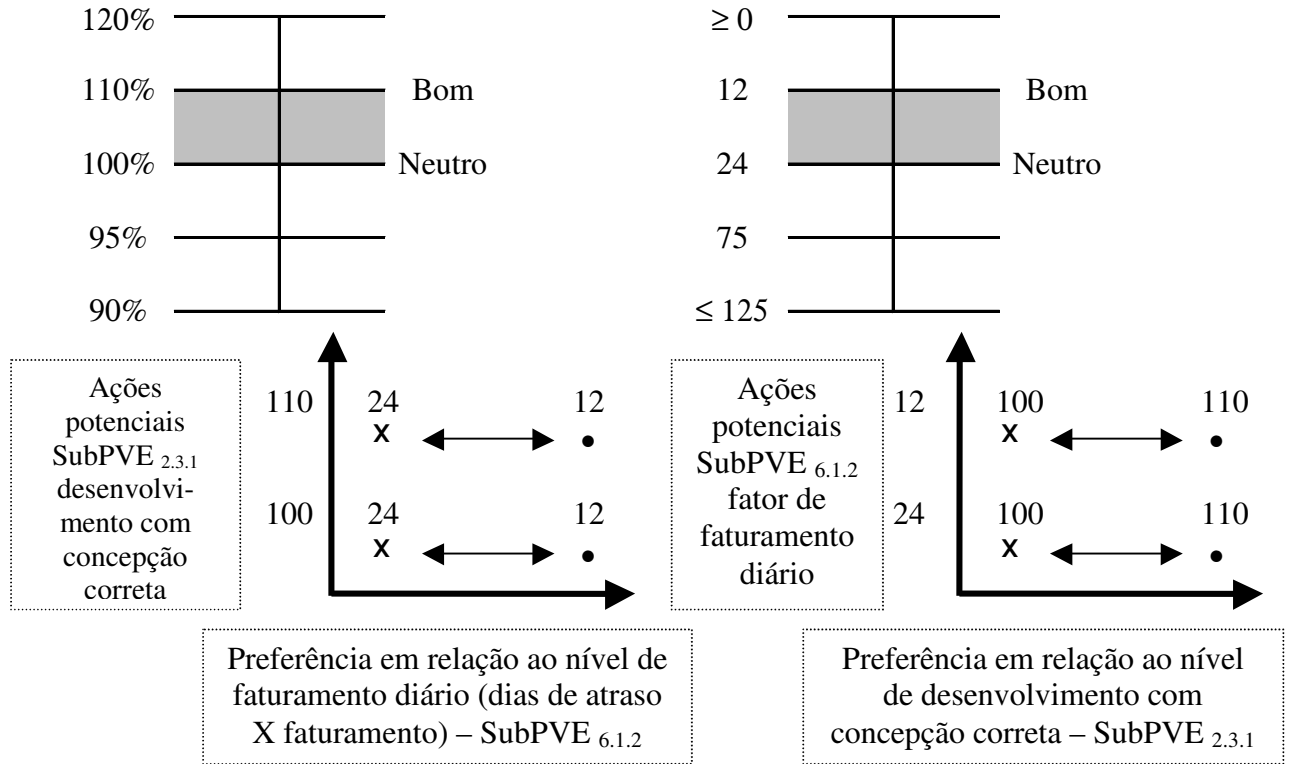 120%
110%
Bom
100%
Neutro
95%
90%
≥ 0
12
Bom
24
Neutro
75
≤ 125
Ações
potenciais
SubPVE 2.3.1
desenvolvi-
mento com
concepção
correta
110
24
12
x
100
24
12
x
Preferência em relação ao nível de
faturamento diário (dias de atraso
X faturamento) – SubPVE 6.1.2
Ações
potenciais
SubPVE 6.1.2
fator de
faturamento
diário
12
100
110
x
24
100
110
x
Preferência em relação ao nível
de desenvolvimento com
concepção correta – SubPVE 2.3.1